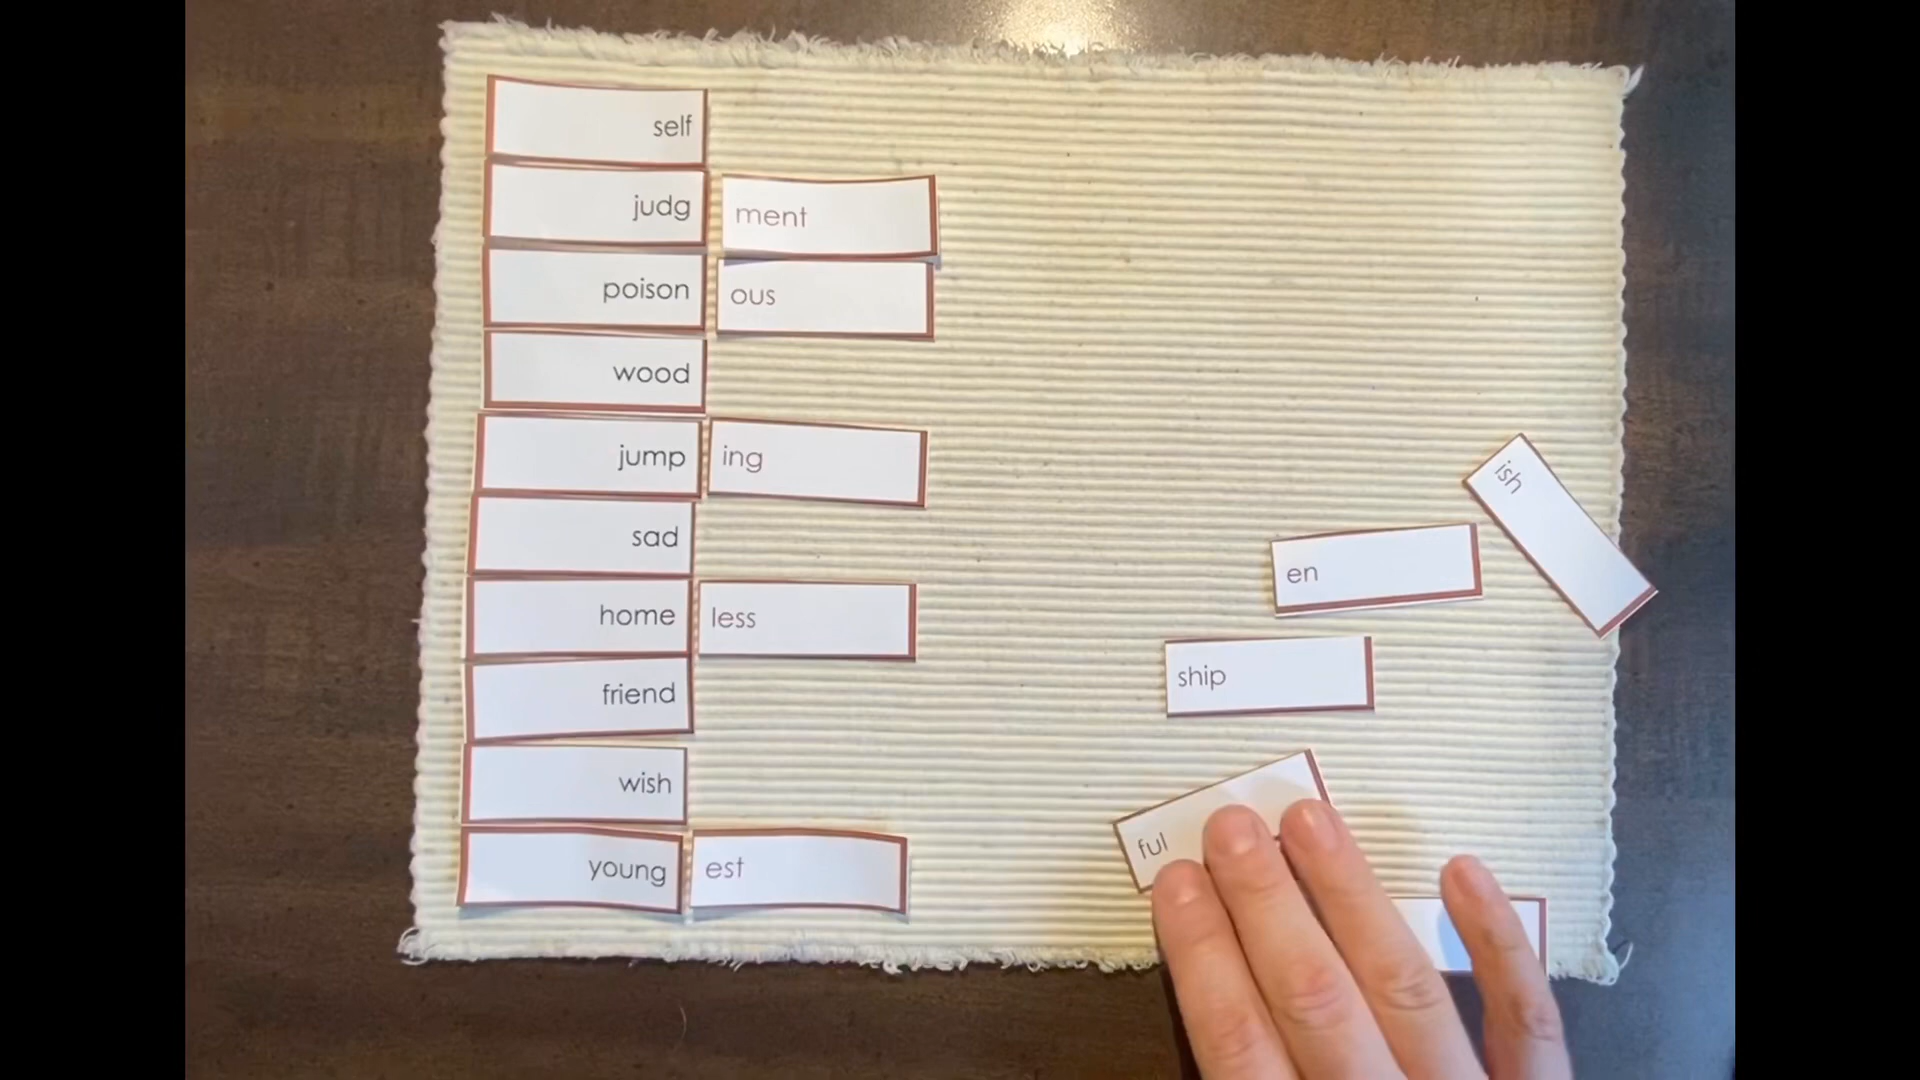 self
judg ment
poison ous
wood
jump ing
sad
home less
friend
wish
young est
ish
en
ship
ful